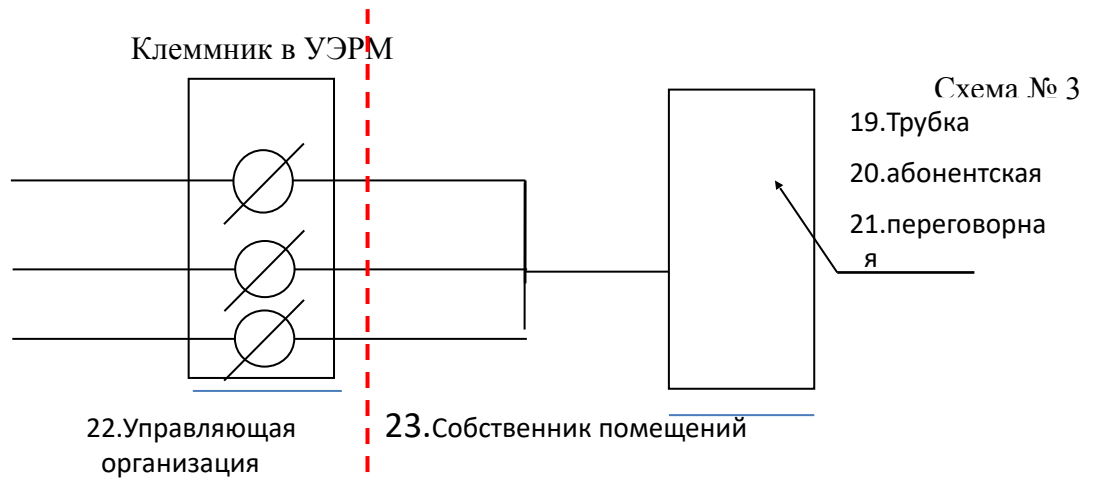 Клеммник в УЭРМ
Схема № 3
19.Трубка
20.абонентская
21.переговорна
я
22.Управляющая
организация
23.Собственник помещений